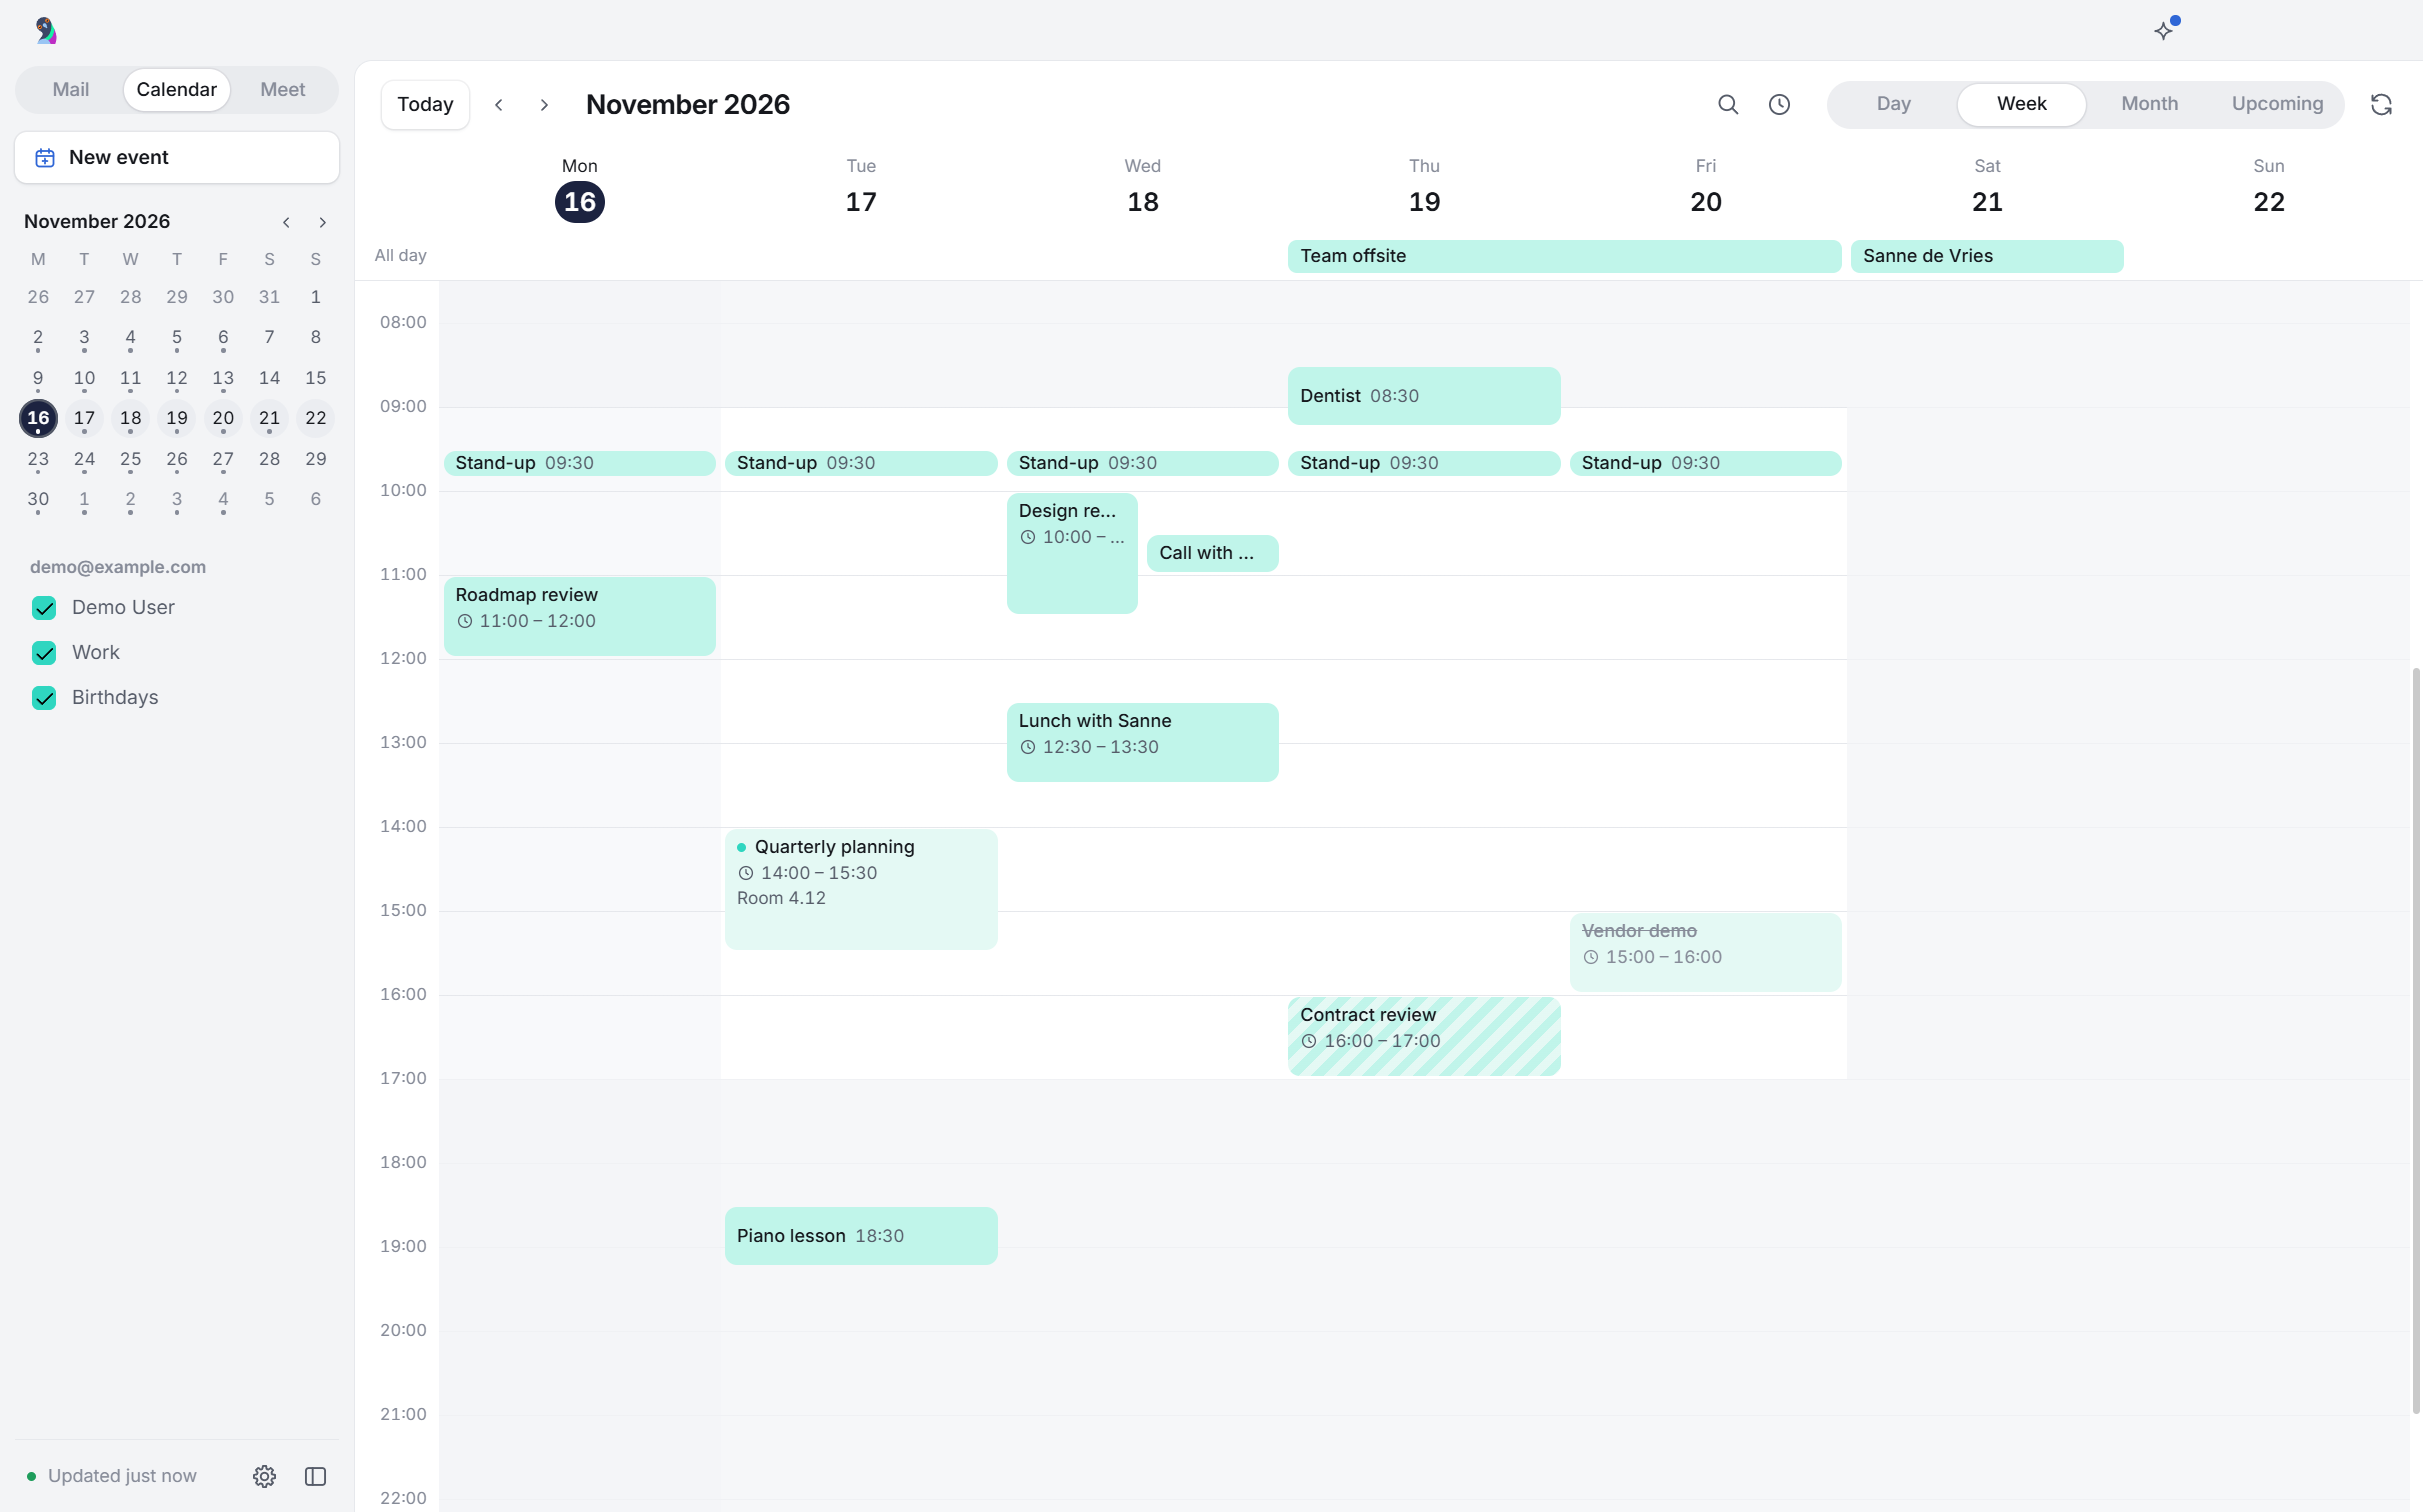 Mail Calendar Meet
New event
November 2026
M T W T F S S
26 27 28 29 30 31 1
2 3 4 5 6 7 8
9 10 11 12 13 14 15
16 17 18 19 20 21 22
23 24 25 26 27 28 29
30 1 2 3 4 5 6
demo@example.com
Demo User
Work
Birthdays
Updated just now
Today November 2026 Day Week Month Upcoming
Mon Tue Wed Thu Fri Sat Sun
16 17 18 19 20 21 22
All day Team offsite Sanne de Vries
08:00
Dentist 08:30
09:00
Stand-up 09:30 Stand-up 09:30 Stand-up 09:30 Stand-up 09:30 Stand-up 09:30
10:00
Design re...
10:00 – ...
Call with ...
11:00
Roadmap review
11:00 – 12:00
12:00
Lunch with Sanne
13:00
12:30 – 13:30
14:00
Quarterly planning
14:00 – 15:30
Room 4.12
15:00
Vendor demo
15:00 – 16:00
16:00
Contract review
16:00 – 17:00
17:00
18:00
Piano lesson 18:30
19:00
20:00
21:00
22:00